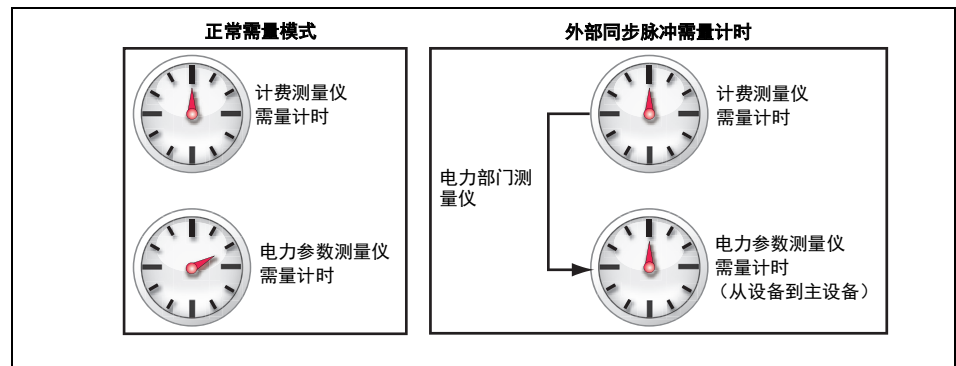 正常需量模式
计费测量仪
需量计时
电力参数测量仪
需量计时
外部同步脉冲需量计时
计费测量仪
需量计时
电力部门测
量仪
电力参数测量仪
需量计时
（从设备到主设备）